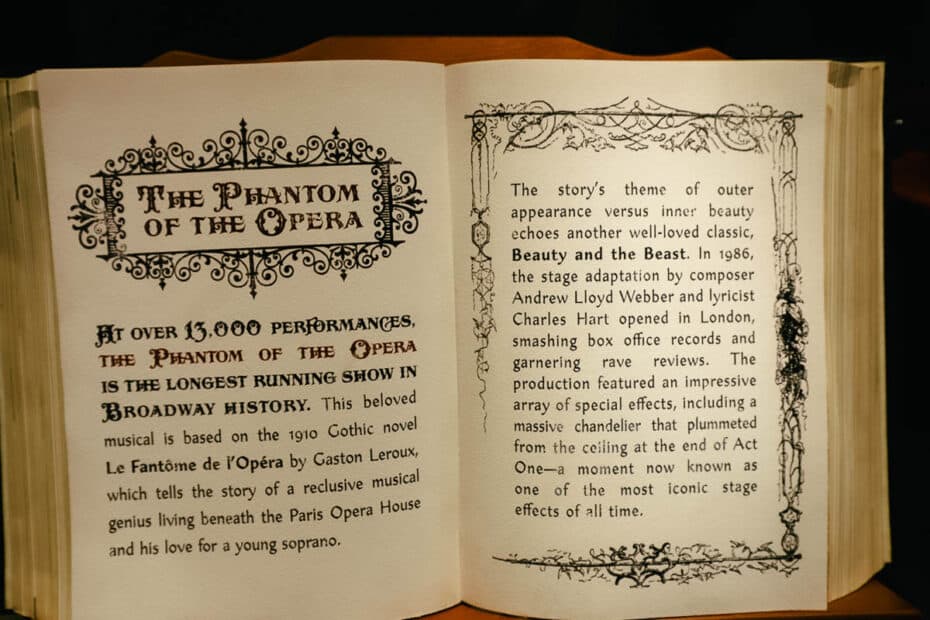 The Phantom
of the Opera
At over 13,000 performances,
the Phantom of the Opera
is the longest running show in
Broadway history. This beloved
musical is based on the 1910 Gothic novel
Le Fantôme de l'Opéra by Gaston Leroux,
which tells the story of a reclusive musical
genius living beneath the Paris Opera House
and his love for a young soprano.
The story's theme of outer
appearance versus inner beauty
echoes another well-loved classic,
Beauty and the Beast. In 1986,
the stage adaptation by composer
Andrew Lloyd Webber and lyricist
Charles Hart opened in London,
smashing box office records and
garnering rave reviews. The
production featured an impressive
array of special effects, including a
massive chandelier that plummeted
from the ceiling at the end of Act
One—a moment now known as
one of the most iconic stage
effects of all time.